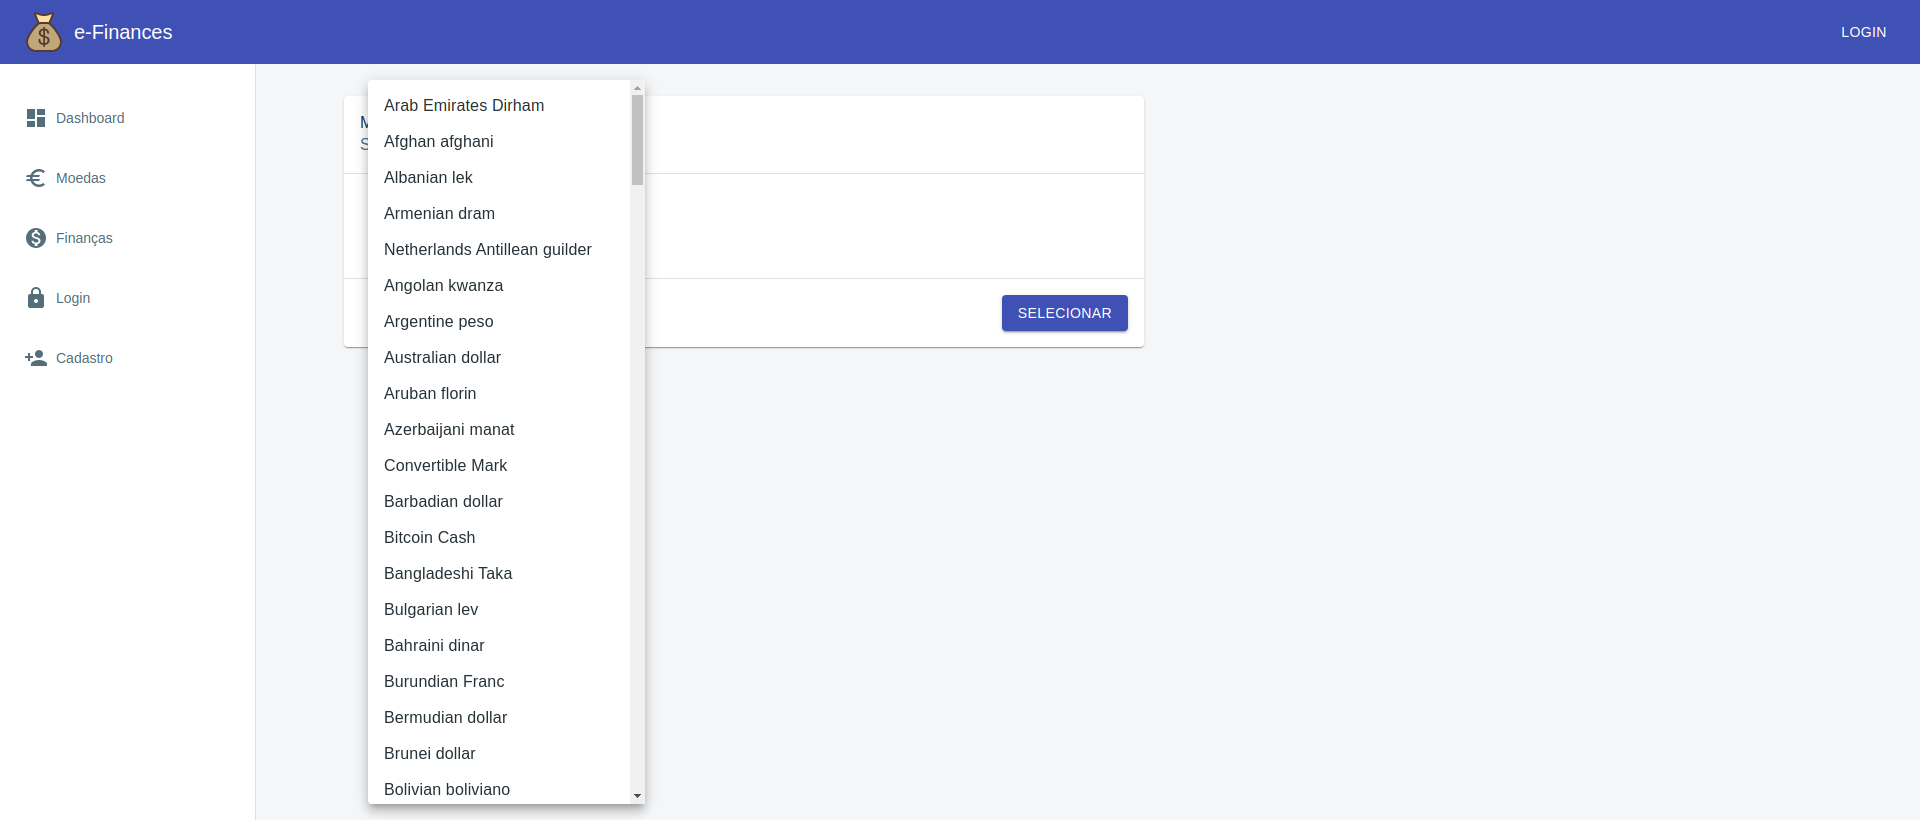 e-Finances
LOGIN
Dashboard
Moedas
Finanças
Login
Cadastro
Arab Emirates Dirham
Afghan afghani
Albanian lek
Armenian dram
Netherlands Antillean guilder
Angolan kwanza
Argentine peso
Australian dollar
Aruban florin
Azerbaijani manat
Convertible Mark
Barbadian dollar
Bitcoin Cash
Bangladeshi Taka
Bulgarian lev
Bahraini dinar
Burundian Franc
Bermudian dollar
Brunei dollar
Bolivian boliviano
SELECIONAR